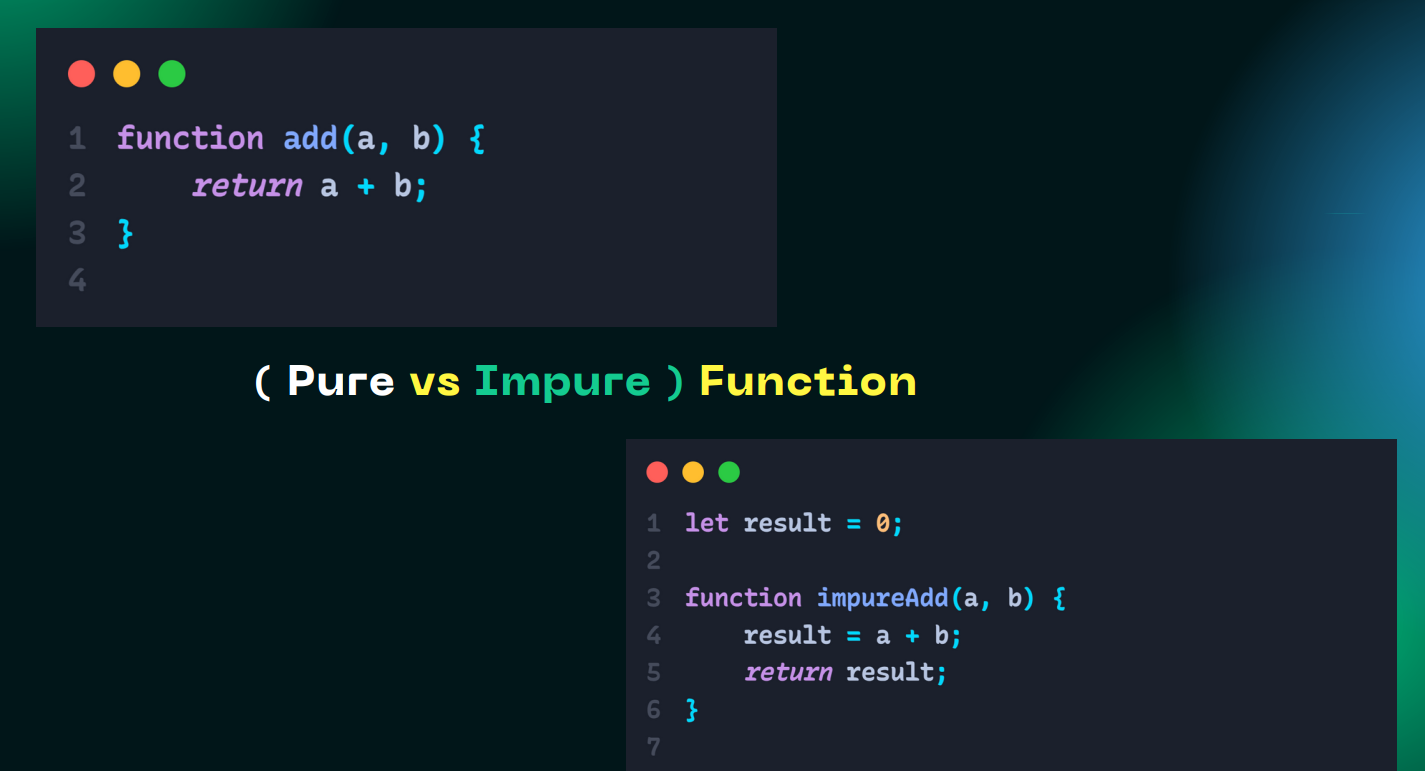 1 function add(a, b) {
2     return a + b;
3 }
4
( Pure vs Impure ) Function
1 let result = 0;
2
3 function impureAdd(a, b) {
4     result = a + b;
5     return result;
6 }
7